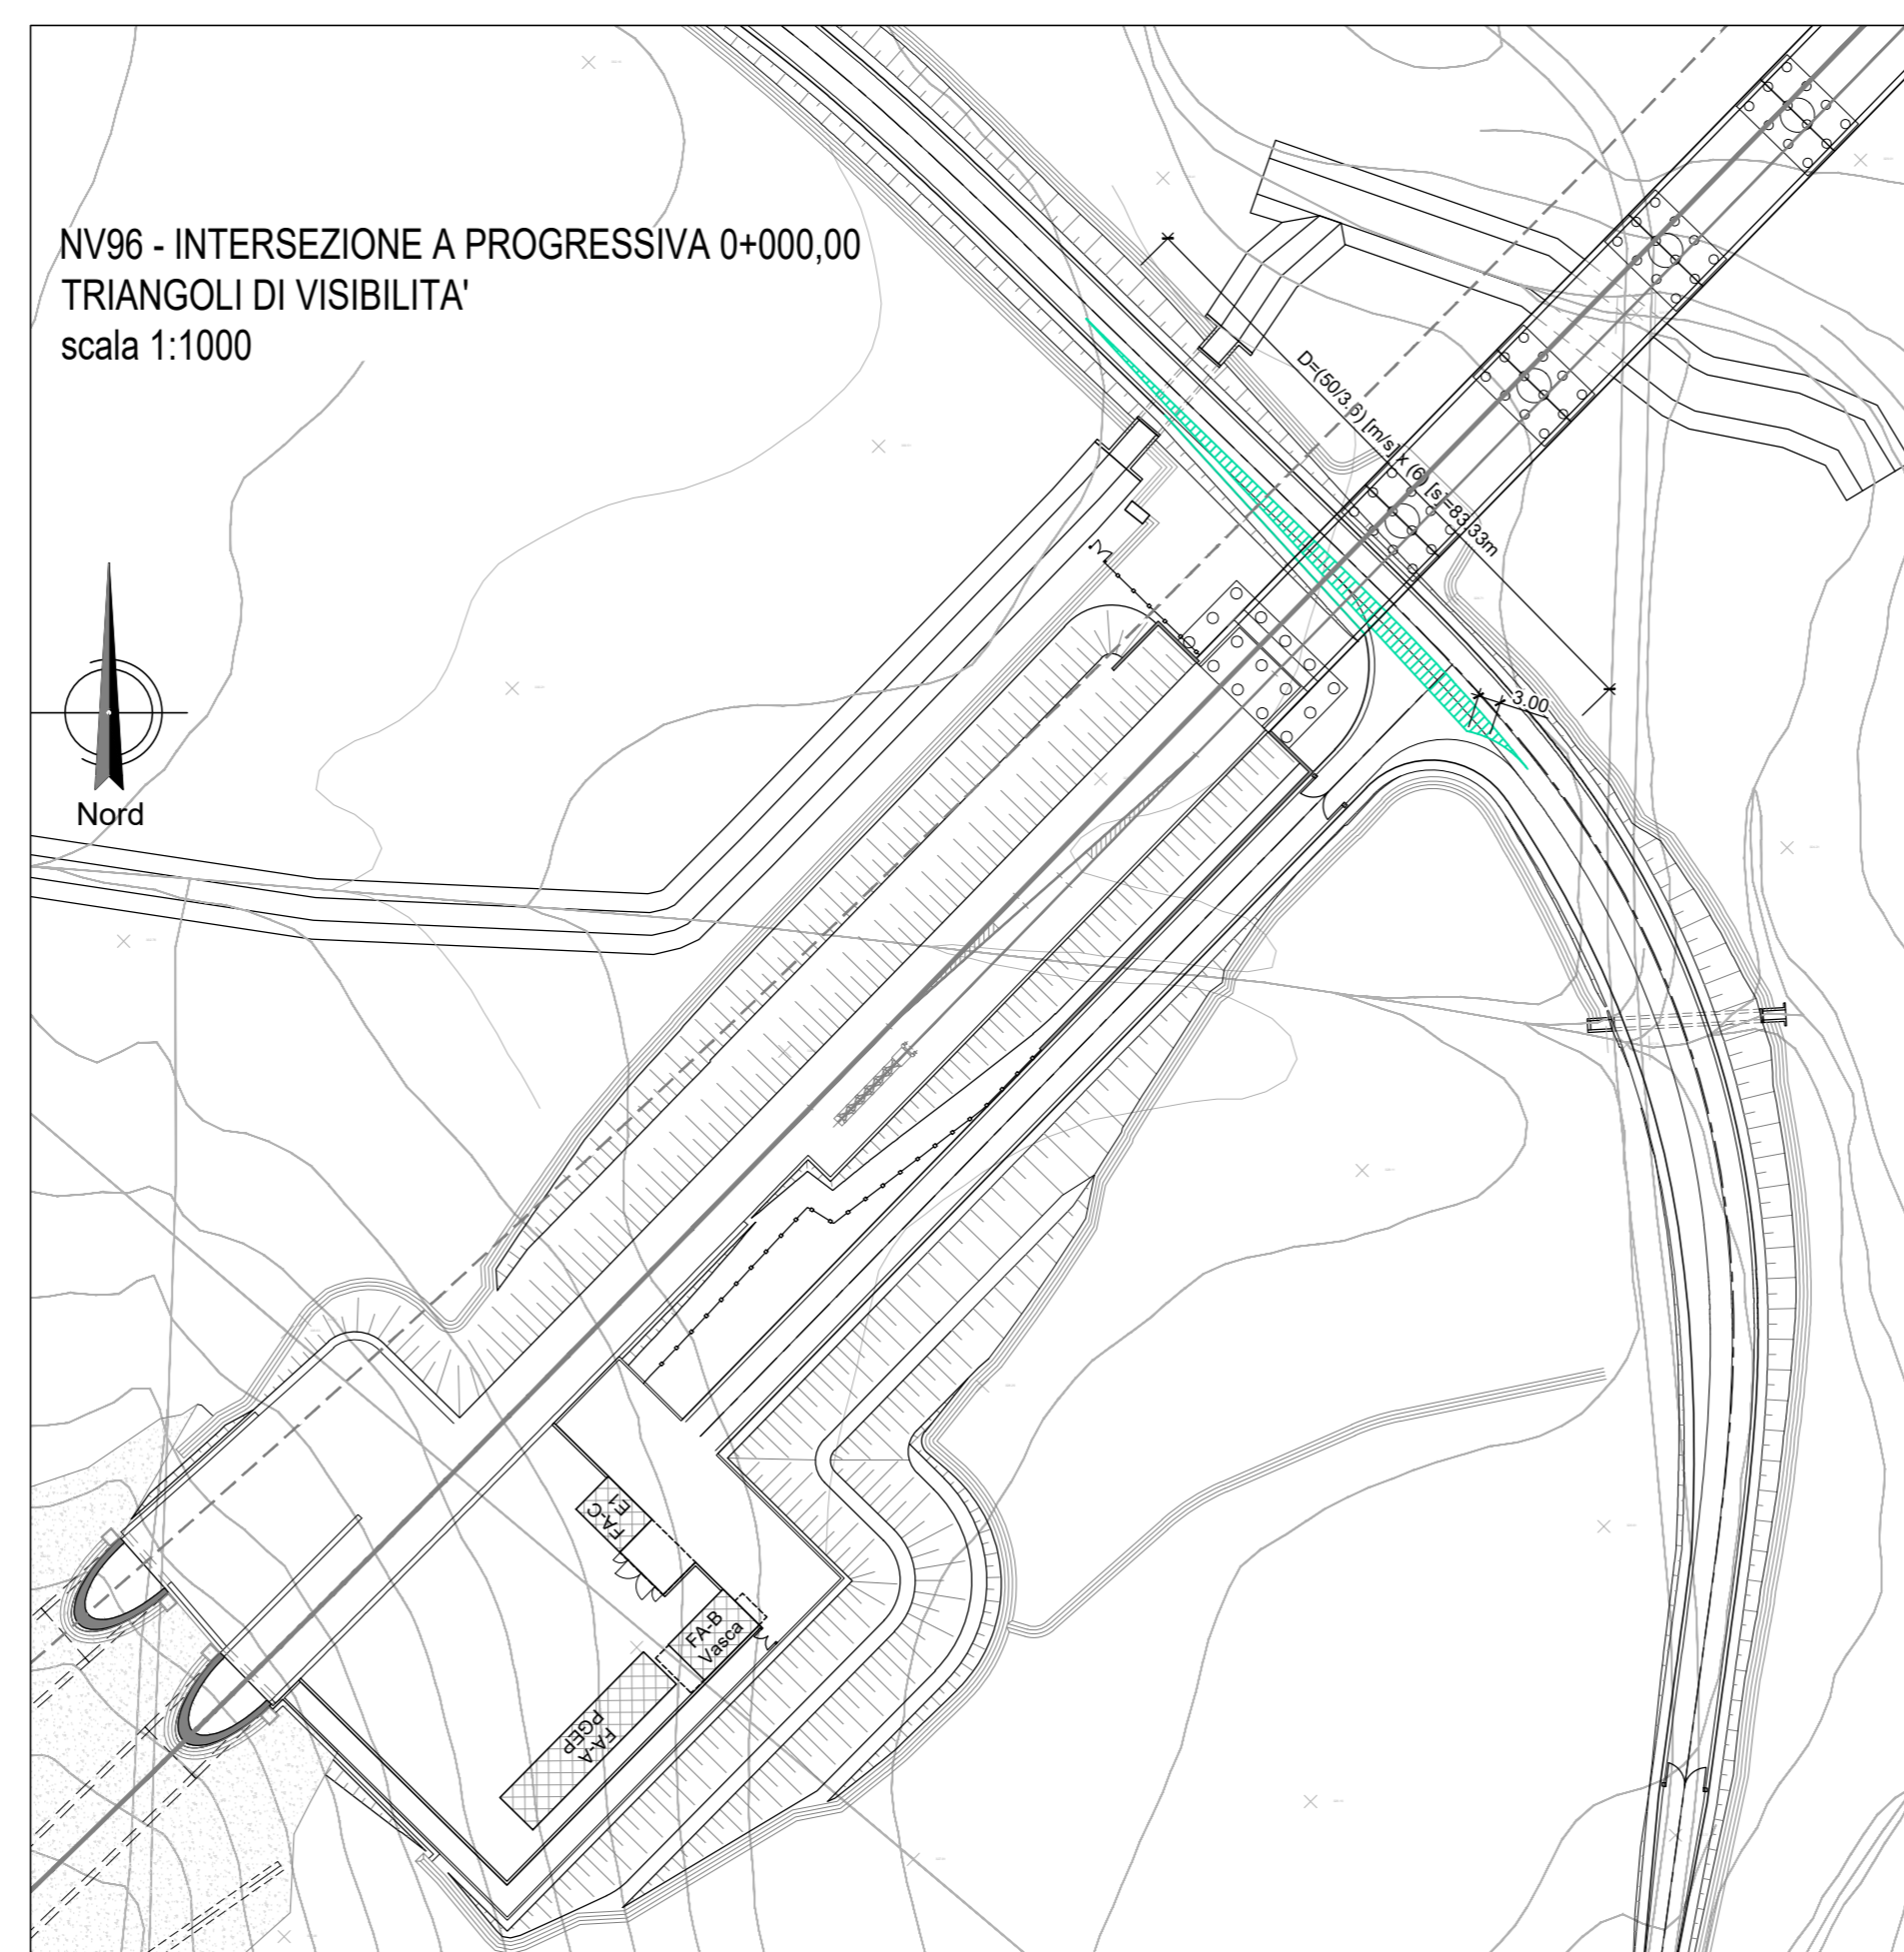 NV96 - INTERSEZIONE A PROGRESSIVA 0+000,00
TRIANGOLI DI VISIBILITA'
scala 1:1000
D=(50/3.6) [m/s] x (6) [s]=83.33m
3.00
Nord
FA-C
E1
FA-B
Vasca
FA-A
PGEP